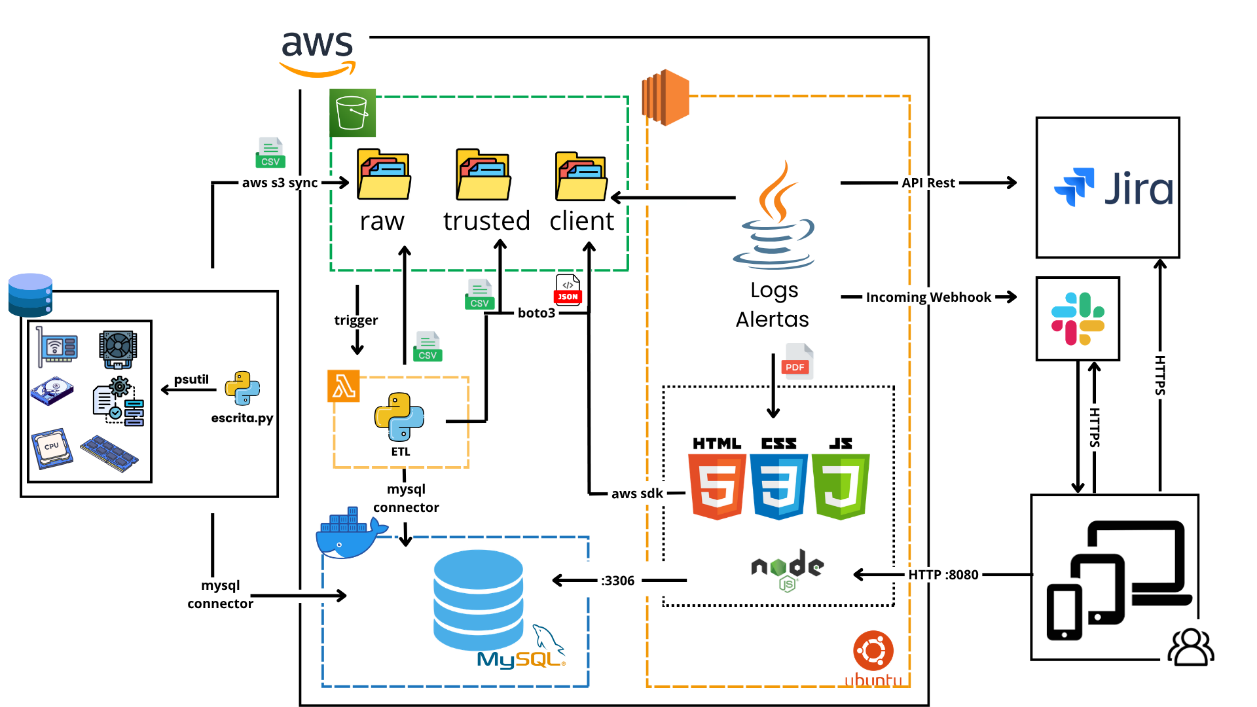 aws
CSV
aws s3 sync
raw
trusted
client
API Rest
Jira
Logs
Alertas
Incoming Webhook
CSV
</>
JSON
boto3
trigger
CSV
PDF
psutil
escrita.py
CPU
ETL
HTTPS
HTTPS
HTML
CSS
JS
aws sdk
mysql
connector
node
JS
:3306
HTTP :8080
mysql
connector
MySQL®
ubuntu